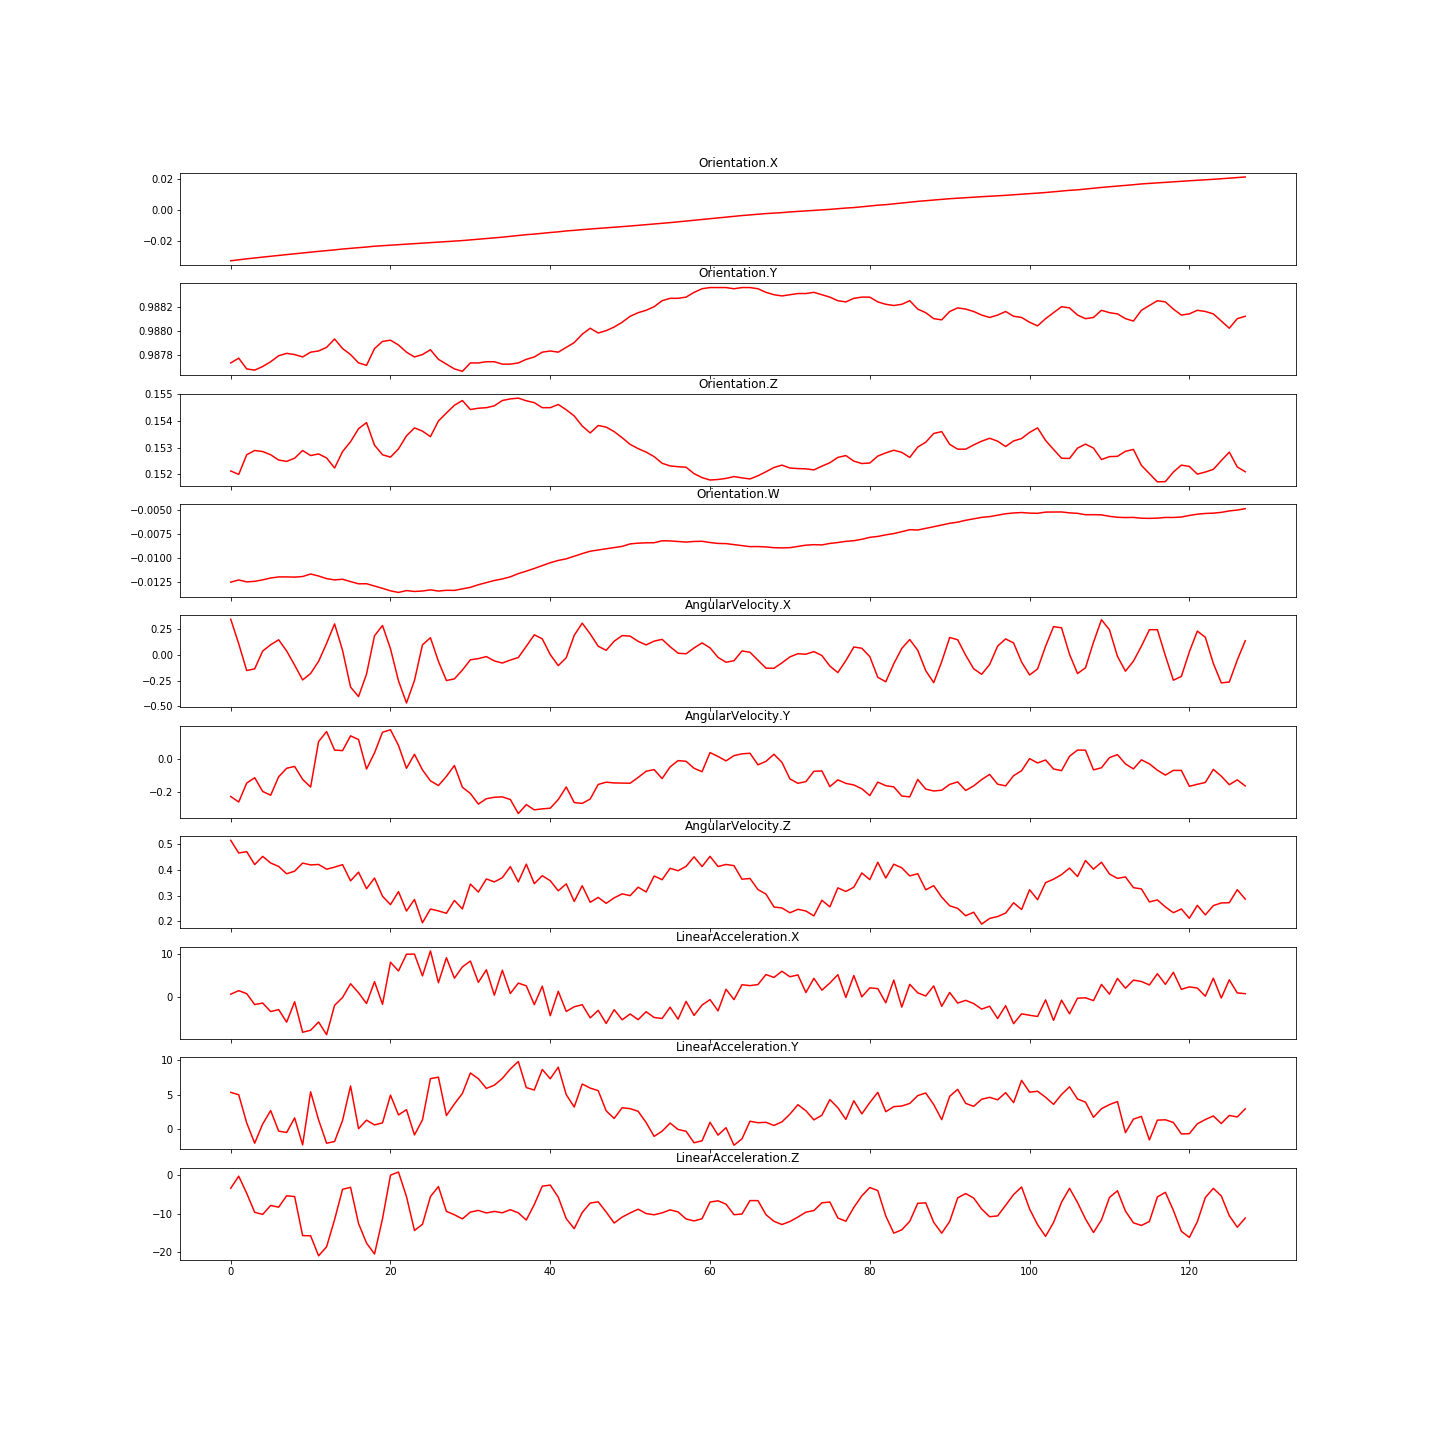 Orientation.X
0.02
0.00
−0.02
Orientation.Y
0.9882
0.9880
0.9878
Orientation.Z
0.155
0.154
0.153
0.152
Orientation.W
−0.0050
−0.0075
−0.0100
−0.0125
AngularVelocity.X
0.25
0.00
−0.25
−0.50
AngularVelocity.Y
0.0
−0.2
AngularVelocity.Z
0.5
0.4
0.3
0.2
LinearAcceleration.X
10
0
LinearAcceleration.Y
10
5
0
LinearAcceleration.Z
0
−10
−20
0 20 40 60 80 100 120